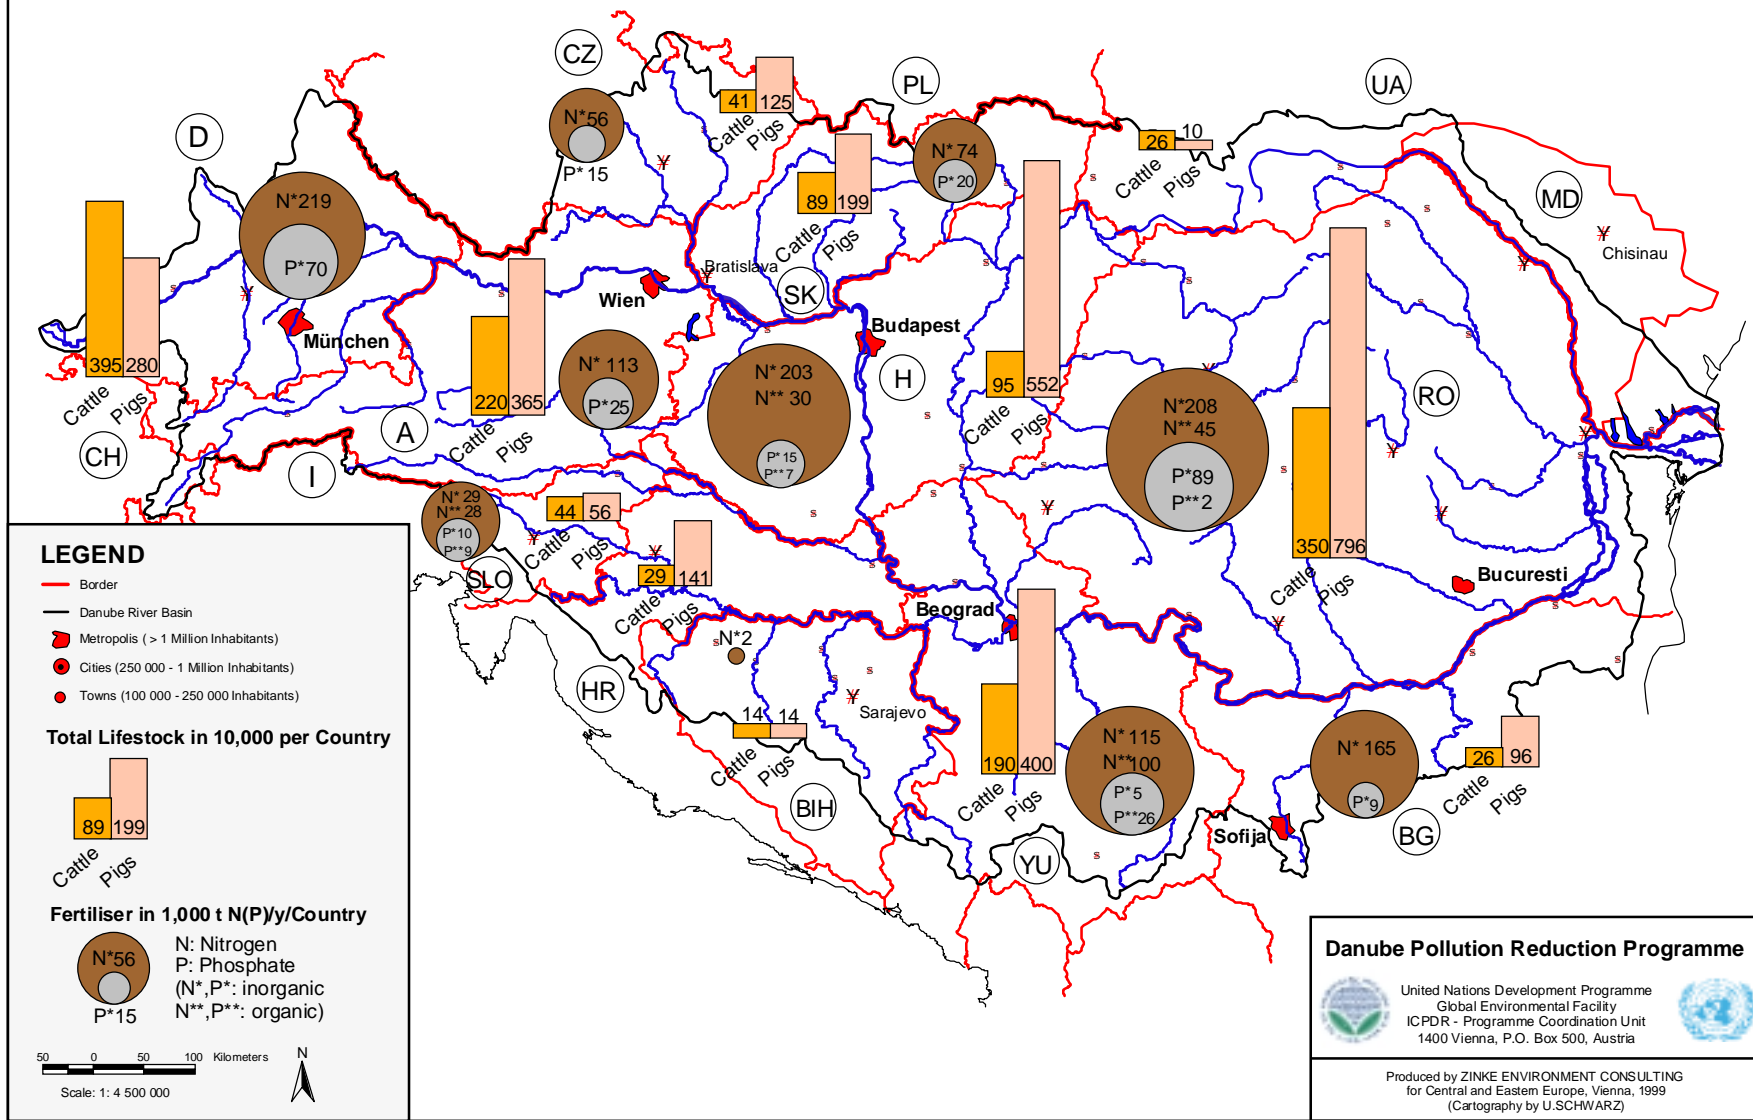 CZ
PL
UA
D
MD
41
125
Cattle
Pigs
N*56
P*15
N*74
P*20
26
10
Cattle
Pigs
N*219
P*70
89
199
Cattle
Pigs
Chisinau
Bratislava
SK
Wien
Budapest
München
395
280
Cattle
Pigs
CH
220
365
Cattle
Pigs
A
I
N* 113
P*25
N* 203
N** 30
P* 15
P** 7
H
95
552
Cattle
Pigs
N*208
N** 45
P*89
P** 2
RO
350
796
Cattle
Pigs
Bucuresti
N* 29
N** 28
P*10
P**9
SLO
44
56
Cattle
Pigs
29
141
Cattle
Pigs
Beograd
N*2
HR
Sarajevo
14
14
Cattle
Pigs
BIH
190
400
Cattle
Pigs
YU
N* 115
N**100
P* 5
P**26
N* 165
P*9
26
96
Cattle
Pigs
Sofija
BG
LEGEND
Border
Danube River Basin
Metropolis ( > 1 Million Inhabitants)
Cities (250 000 - 1 Million Inhabitants)
Towns (100 000 - 250 000 Inhabitants)
Total Lifestock in 10,000 per Country
89
199
Cattle
Pigs
Fertiliser in 1,000 t N(P)/y/Country
N*56
P*15
N: Nitrogen
P: Phosphate
(N*,P*: inorganic
N**,P**: organic)
50 0 50 100 Kilometers
N
Scale: 1: 4 500 000
Danube Pollution Reduction Programme
United Nations Development Programme
Global Environmental Facility
ICPDR - Programme Coordination Unit
1400 Vienna, P.O. Box 500, Austria
Produced by ZINKE ENVIRONMENT CONSULTING
for Central and Eastern Europe, Vienna, 1999
(Cartography by U.SCHWARZ)